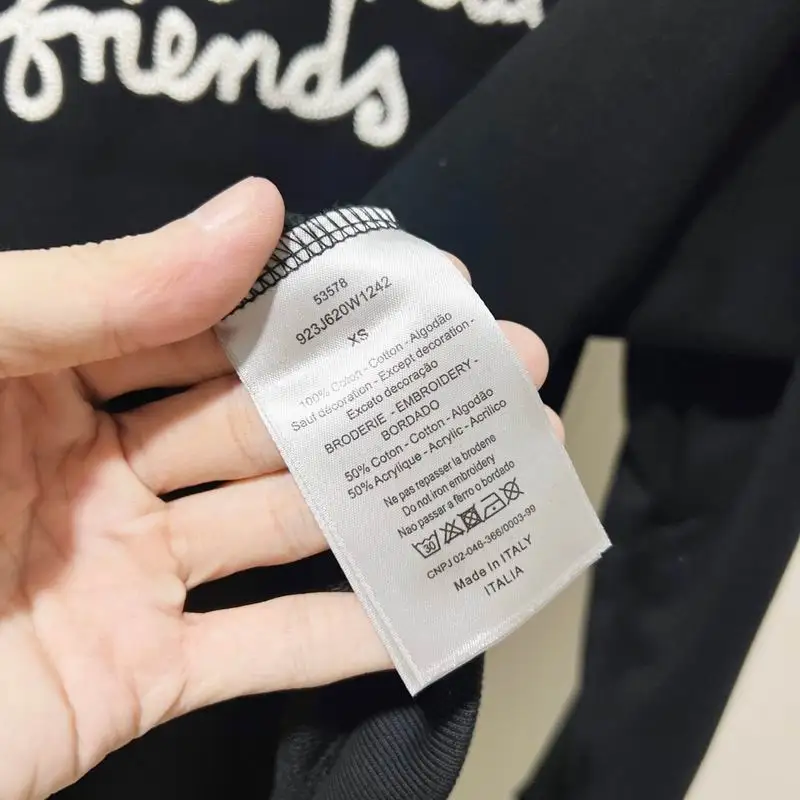 friends
53578
923J620W1242
XS
100% Coton - Cotton - Algodão
Sauf décoration - Except decoration -
Exceto decoração
BRODERIE - EMBROIDERY -
BORDADO
50% Coton - Cotton - Algodão
50% Acrylique - Acrylic - Acrilico
Ne pas repasser la brodene
Do not iron embroidery
Nao passar a ferro o bordado
30
CNPJ 02-046-366/0003-99
Made In ITALY
ITALIA